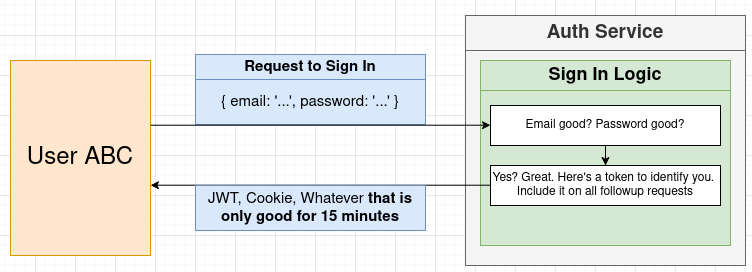 Auth Service
Request to Sign In
Sign In Logic
{ email: '...', password: '...' }
Email good? Password good?
User ABC
Yes? Great. Here's a token to identify you.
Include it on all followup requests
JWT, Cookie, Whatever that is
only good for 15 minutes